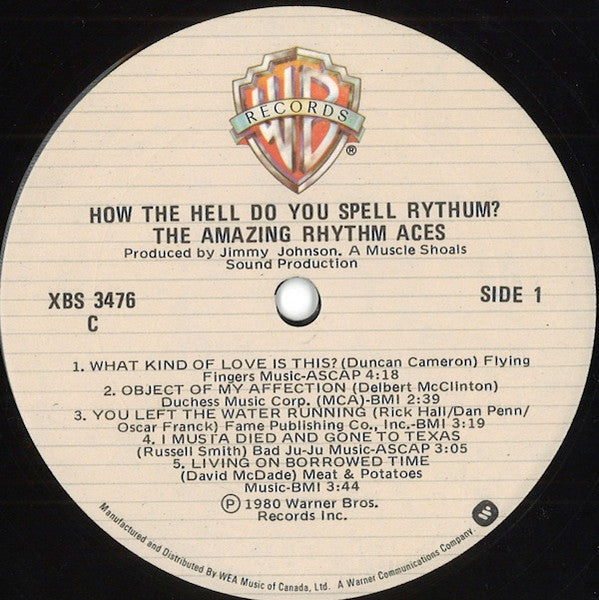 WB
RECORDS
®
HOW THE HELL DO YOU SPELL RYTHUM?
THE AMAZING RHYTHM ACES
Produced by Jimmy Johnson. A Muscle Shoals
Sound Production
XBS 3476
C
SIDE 1
1. WHAT KIND OF LOVE IS THIS? (Duncan Cameron) Flying
Fingers Music-ASCAP 4:18
2. OBJECT OF MY AFFECTION (Delbert McClinton)
Duchess Music Corp. (MCA)-BMI 2:39
3. YOU LEFT THE WATER RUNNING (Rick Hall/Dan Penn/
Oscar Franck) Fame Publishing Co., Inc.-BMI 3:19
4. I MUSTA DIED AND GONE TO TEXAS
(Russell Smith) Bad Ju-Ju Music-ASCAP 3:05
5. LIVING ON BORROWED TIME
(David McDade) Meat & Potatoes
Music-BMI 3:44
℗ 1980 Warner Bros.
Records Inc.
Manufactured and Distributed By WEA Music of Canada, Ltd. A Warner Communications Company.